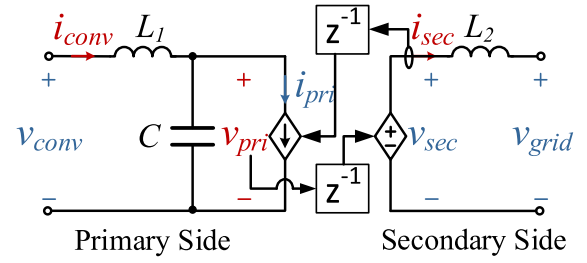 i_conv L_1 z^-1 i_sec L_2
+ + i_pri + +
v_conv C v_pri + − v_sec v_grid
− − z^-1 − −
Primary Side Secondary Side